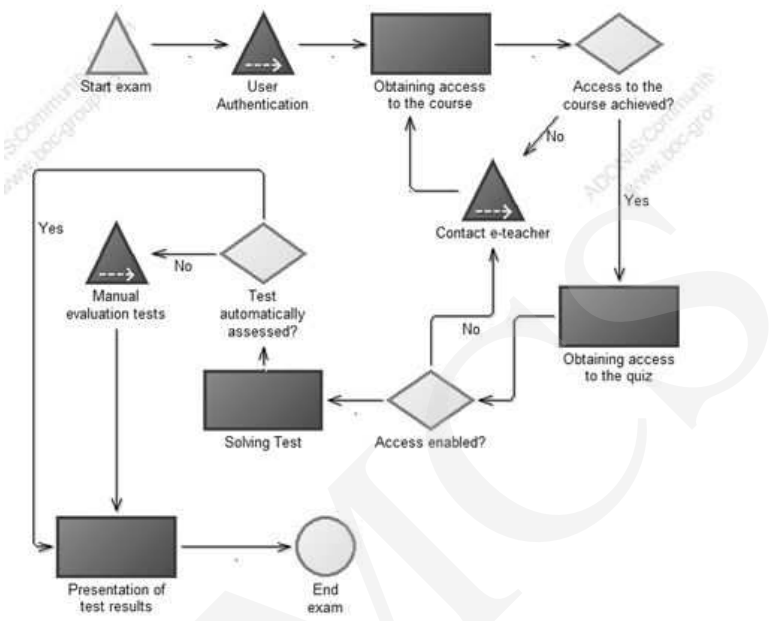 Start exam
User
Authentication
Obtaining access
to the course
Access to the
course achieved?
No
Yes
Contact e-teacher
Yes
No
Manual
evaluation tests
Test
automatically
assessed?
No
Obtaining access
to the quiz
Solving Test
Access enabled?
Presentation of
test results
End
exam